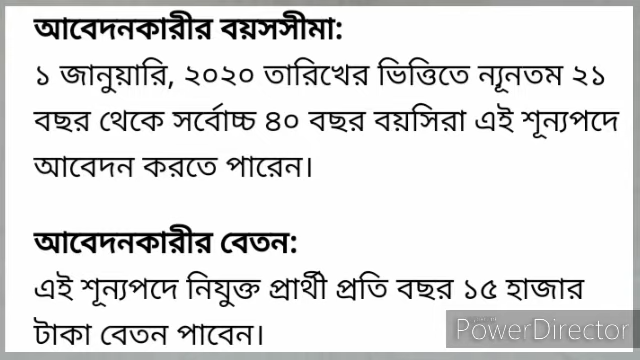 আবেদনকারীর বয়সসীমা:
১ জানুয়ারি, ২০২০ তারিখের ভিত্তিতে ন্যূনতম ২১
বছর থেকে সর্বোচ্চ ৪০ বছর বয়সিরা এই শূন্যপদে
আবেদন করতে পারেন।
আবেদনকারীর বেতন:
এই শূন্যপদে নিযুক্ত প্রার্থী প্রতি বছর ১৫ হাজার
টাকা বেতন পাবেন।
PowerDirector